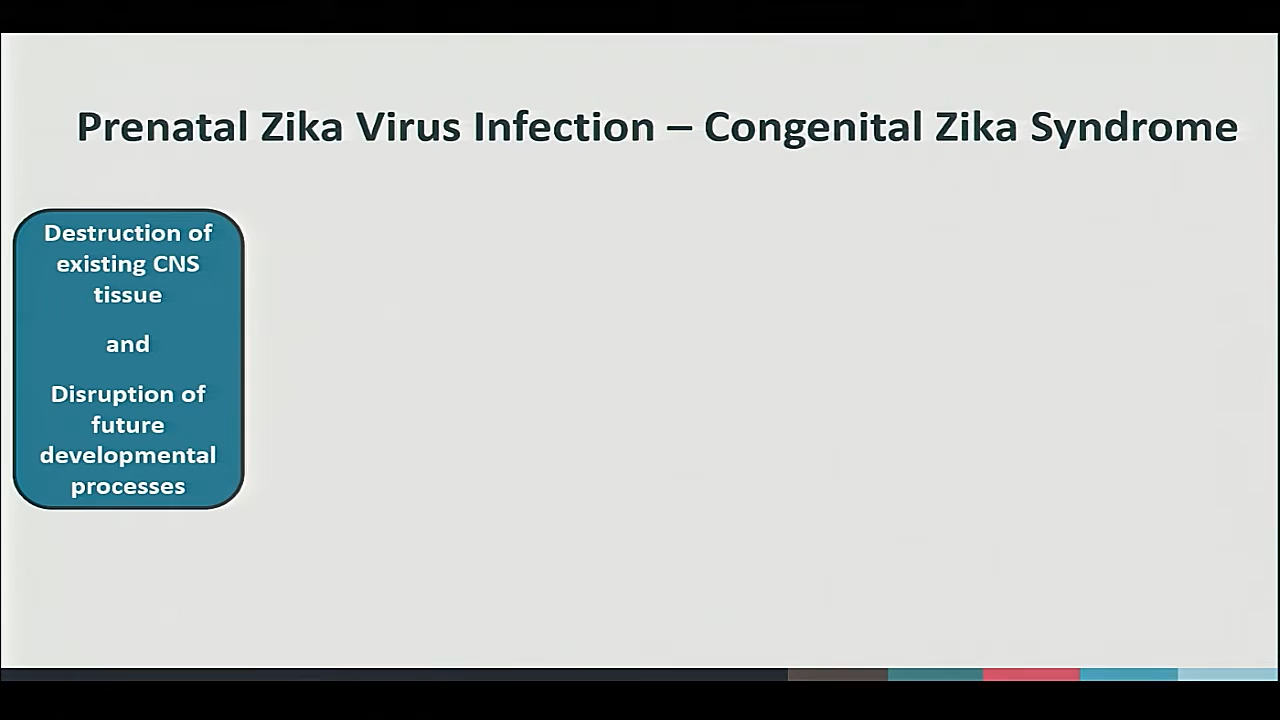 Prenatal Zika Virus Infection – Congenital Zika Syndrome
Destruction of
existing CNS
tissue
and
Disruption of
future
developmental
processes